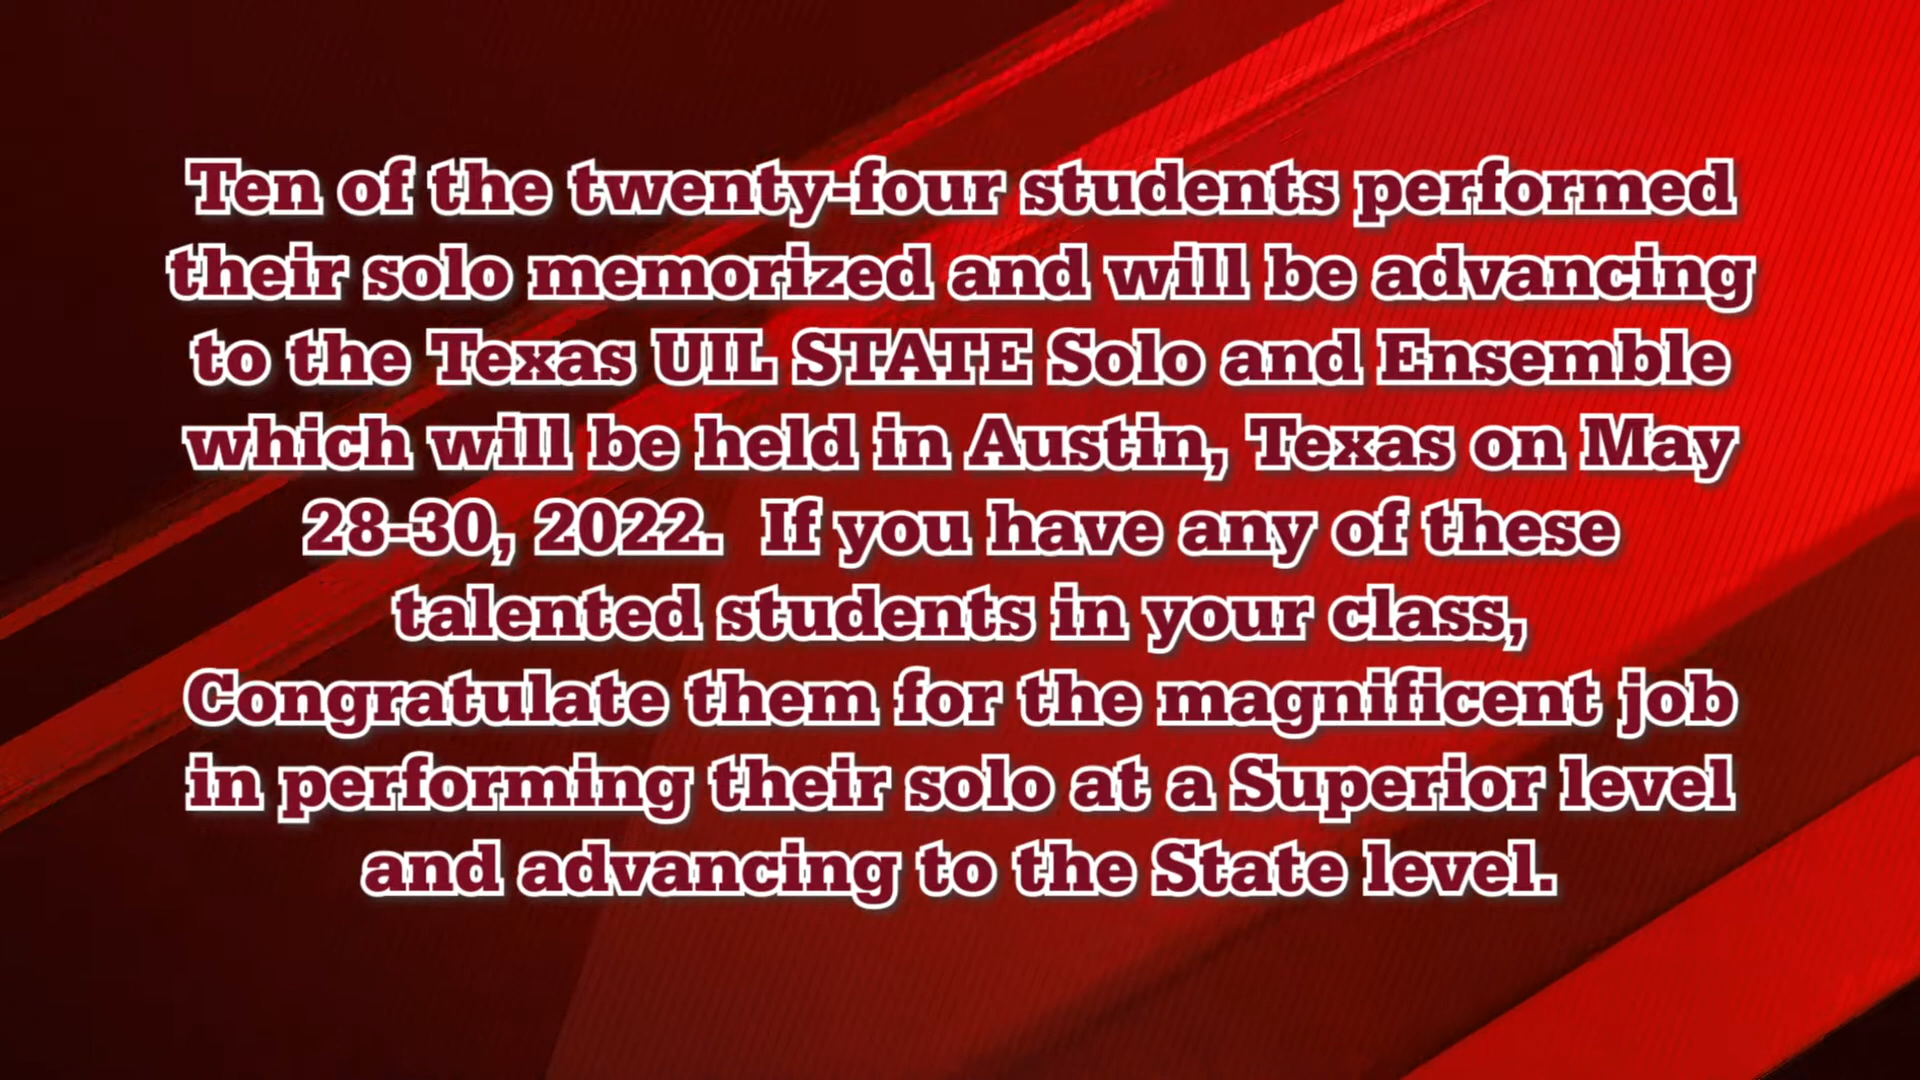 Ten of the twenty-four students performed
their solo memorized and will be advancing
to the Texas UIL STATE Solo and Ensemble
which will be held in Austin, Texas on May
28-30, 2022.  If you have any of these
talented students in your class,
Congratulate them for the magnificent job
in performing their solo at a Superior level
and advancing to the State level.